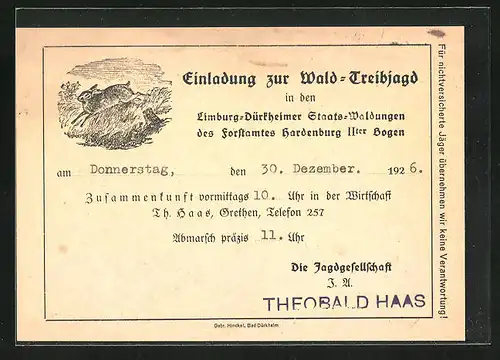 Einladung zur Wald=Treibjagd
in den
Limburg=Dürkheimer Staats=Waldungen
des Forstamtes Hardenburg IIter Bogen
am Donnerstag, den 30. Dezember. 1926.
Zusammenkunft vormittags 10. Uhr in der Wirtschaft
Th. Haas, Grethen, Telefon 257
Abmarsch präzis 11. Uhr
Die Jagdgesellschaft
J. A.
THEOBALD HAAS
Gebr. Hinckel, Bad Dürkheim
Für nichtversicherte Jäger übernehmen wir keine Verantwortung!